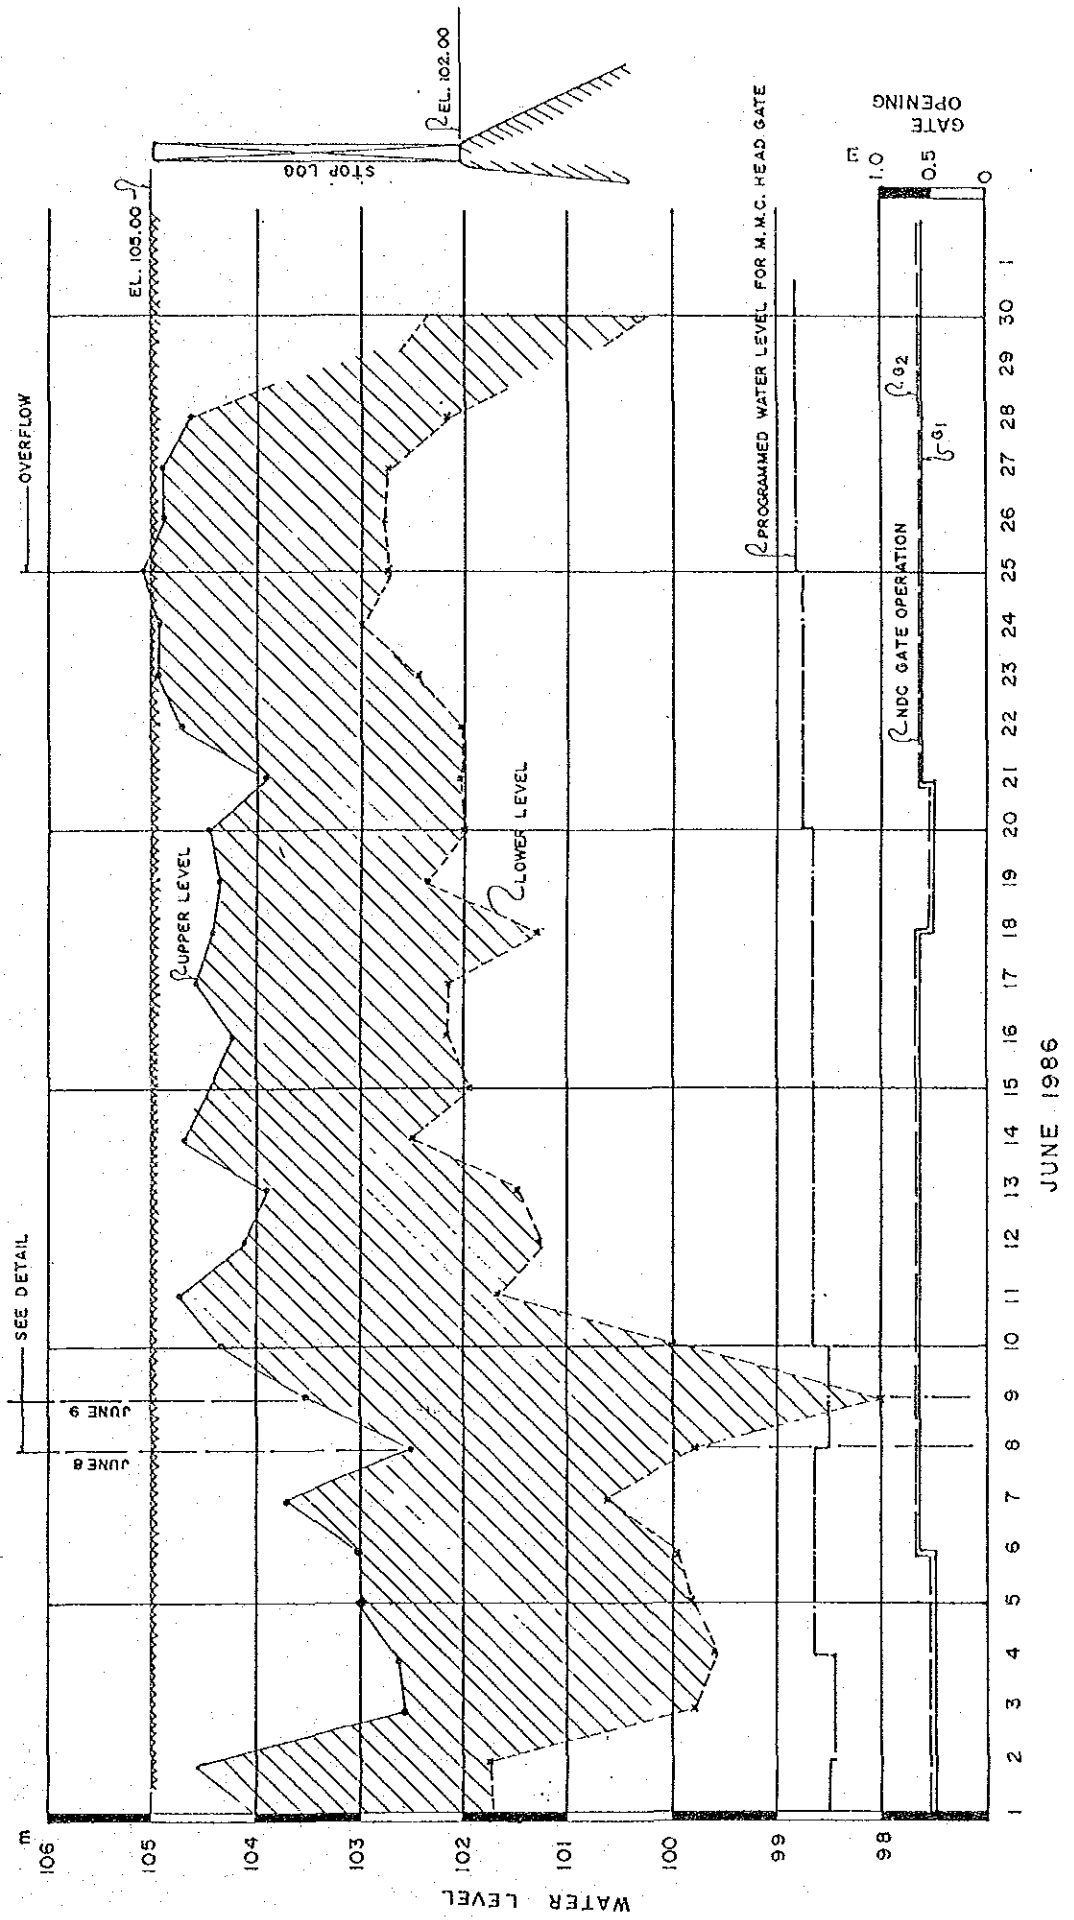 SEE DETAIL
OVERFLOW
m
106
105
104
103
102
101
100
98
WATER LEVEL
JUNE 8
JUNE 9
UPPER LEVEL
LOWER LEVEL
EL. 105.00
STOP LOG
EL. 102.00
PROGRAMMED WATER LEVEL FOR M.M.C. HEAD GATE
NDC GATE OPERATION
G2
G1
m
1.0
0.5
0
GATE
OPENING
1 2 3 4 5 6 7 8 9 10 11 12 13 14 15 16 17 18 19 20 21 22 23 24 25 26 27 28 29 30 1
JUNE 1986